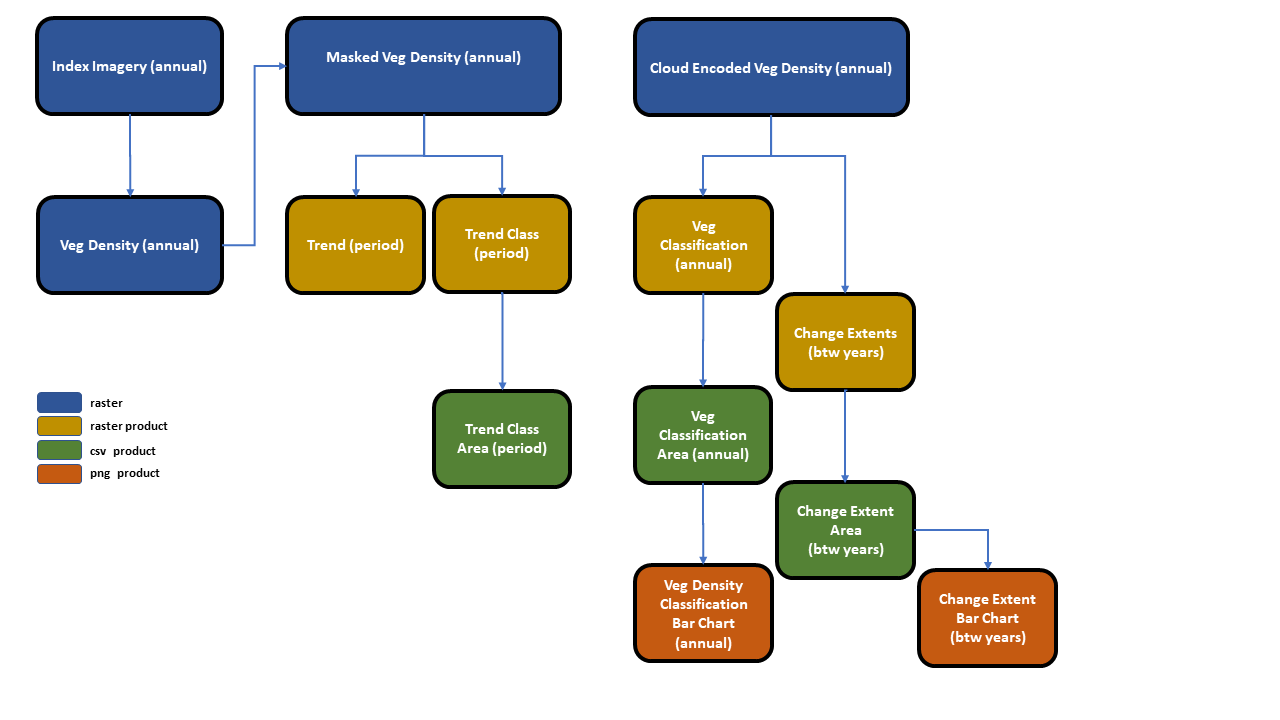 Index Imagery (annual)
Masked Veg Density (annual)
Cloud Encoded Veg Density (annual)
Veg Density (annual)
Trend (period)
Trend Class
(period)
Veg
Classification
(annual)
Change Extents
(btw years)
raster
raster product
csv product
png product
Trend Class
Area (period)
Veg
Classification
Area (annual)
Change Extent
Area
(btw years)
Veg Density
Classification
Bar Chart
(annual)
Change Extent
Bar Chart
(btw years)